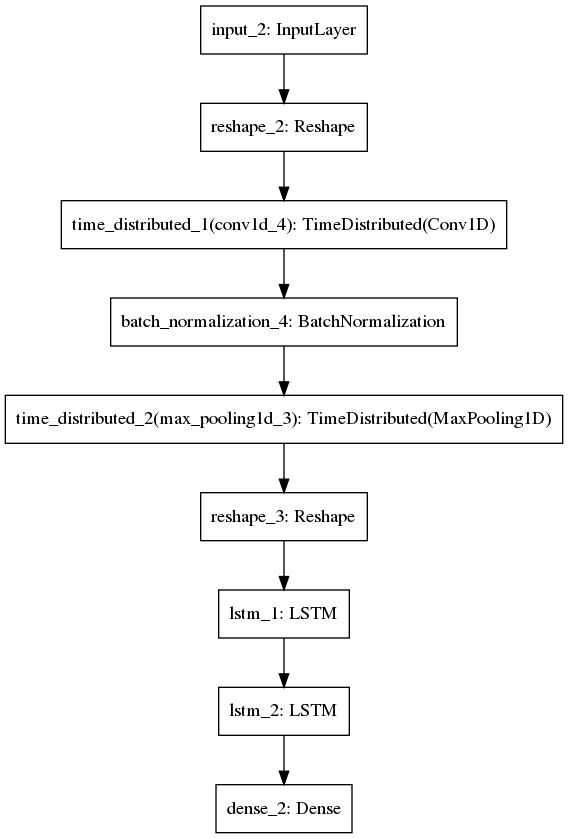 input_2: InputLayer
reshape_2: Reshape
time_distributed_1(conv1d_4): TimeDistributed(Conv1D)
batch_normalization_4: BatchNormalization
time_distributed_2(max_pooling1d_3): TimeDistributed(MaxPooling1D)
reshape_3: Reshape
lstm_1: LSTM
lstm_2: LSTM
dense_2: Dense